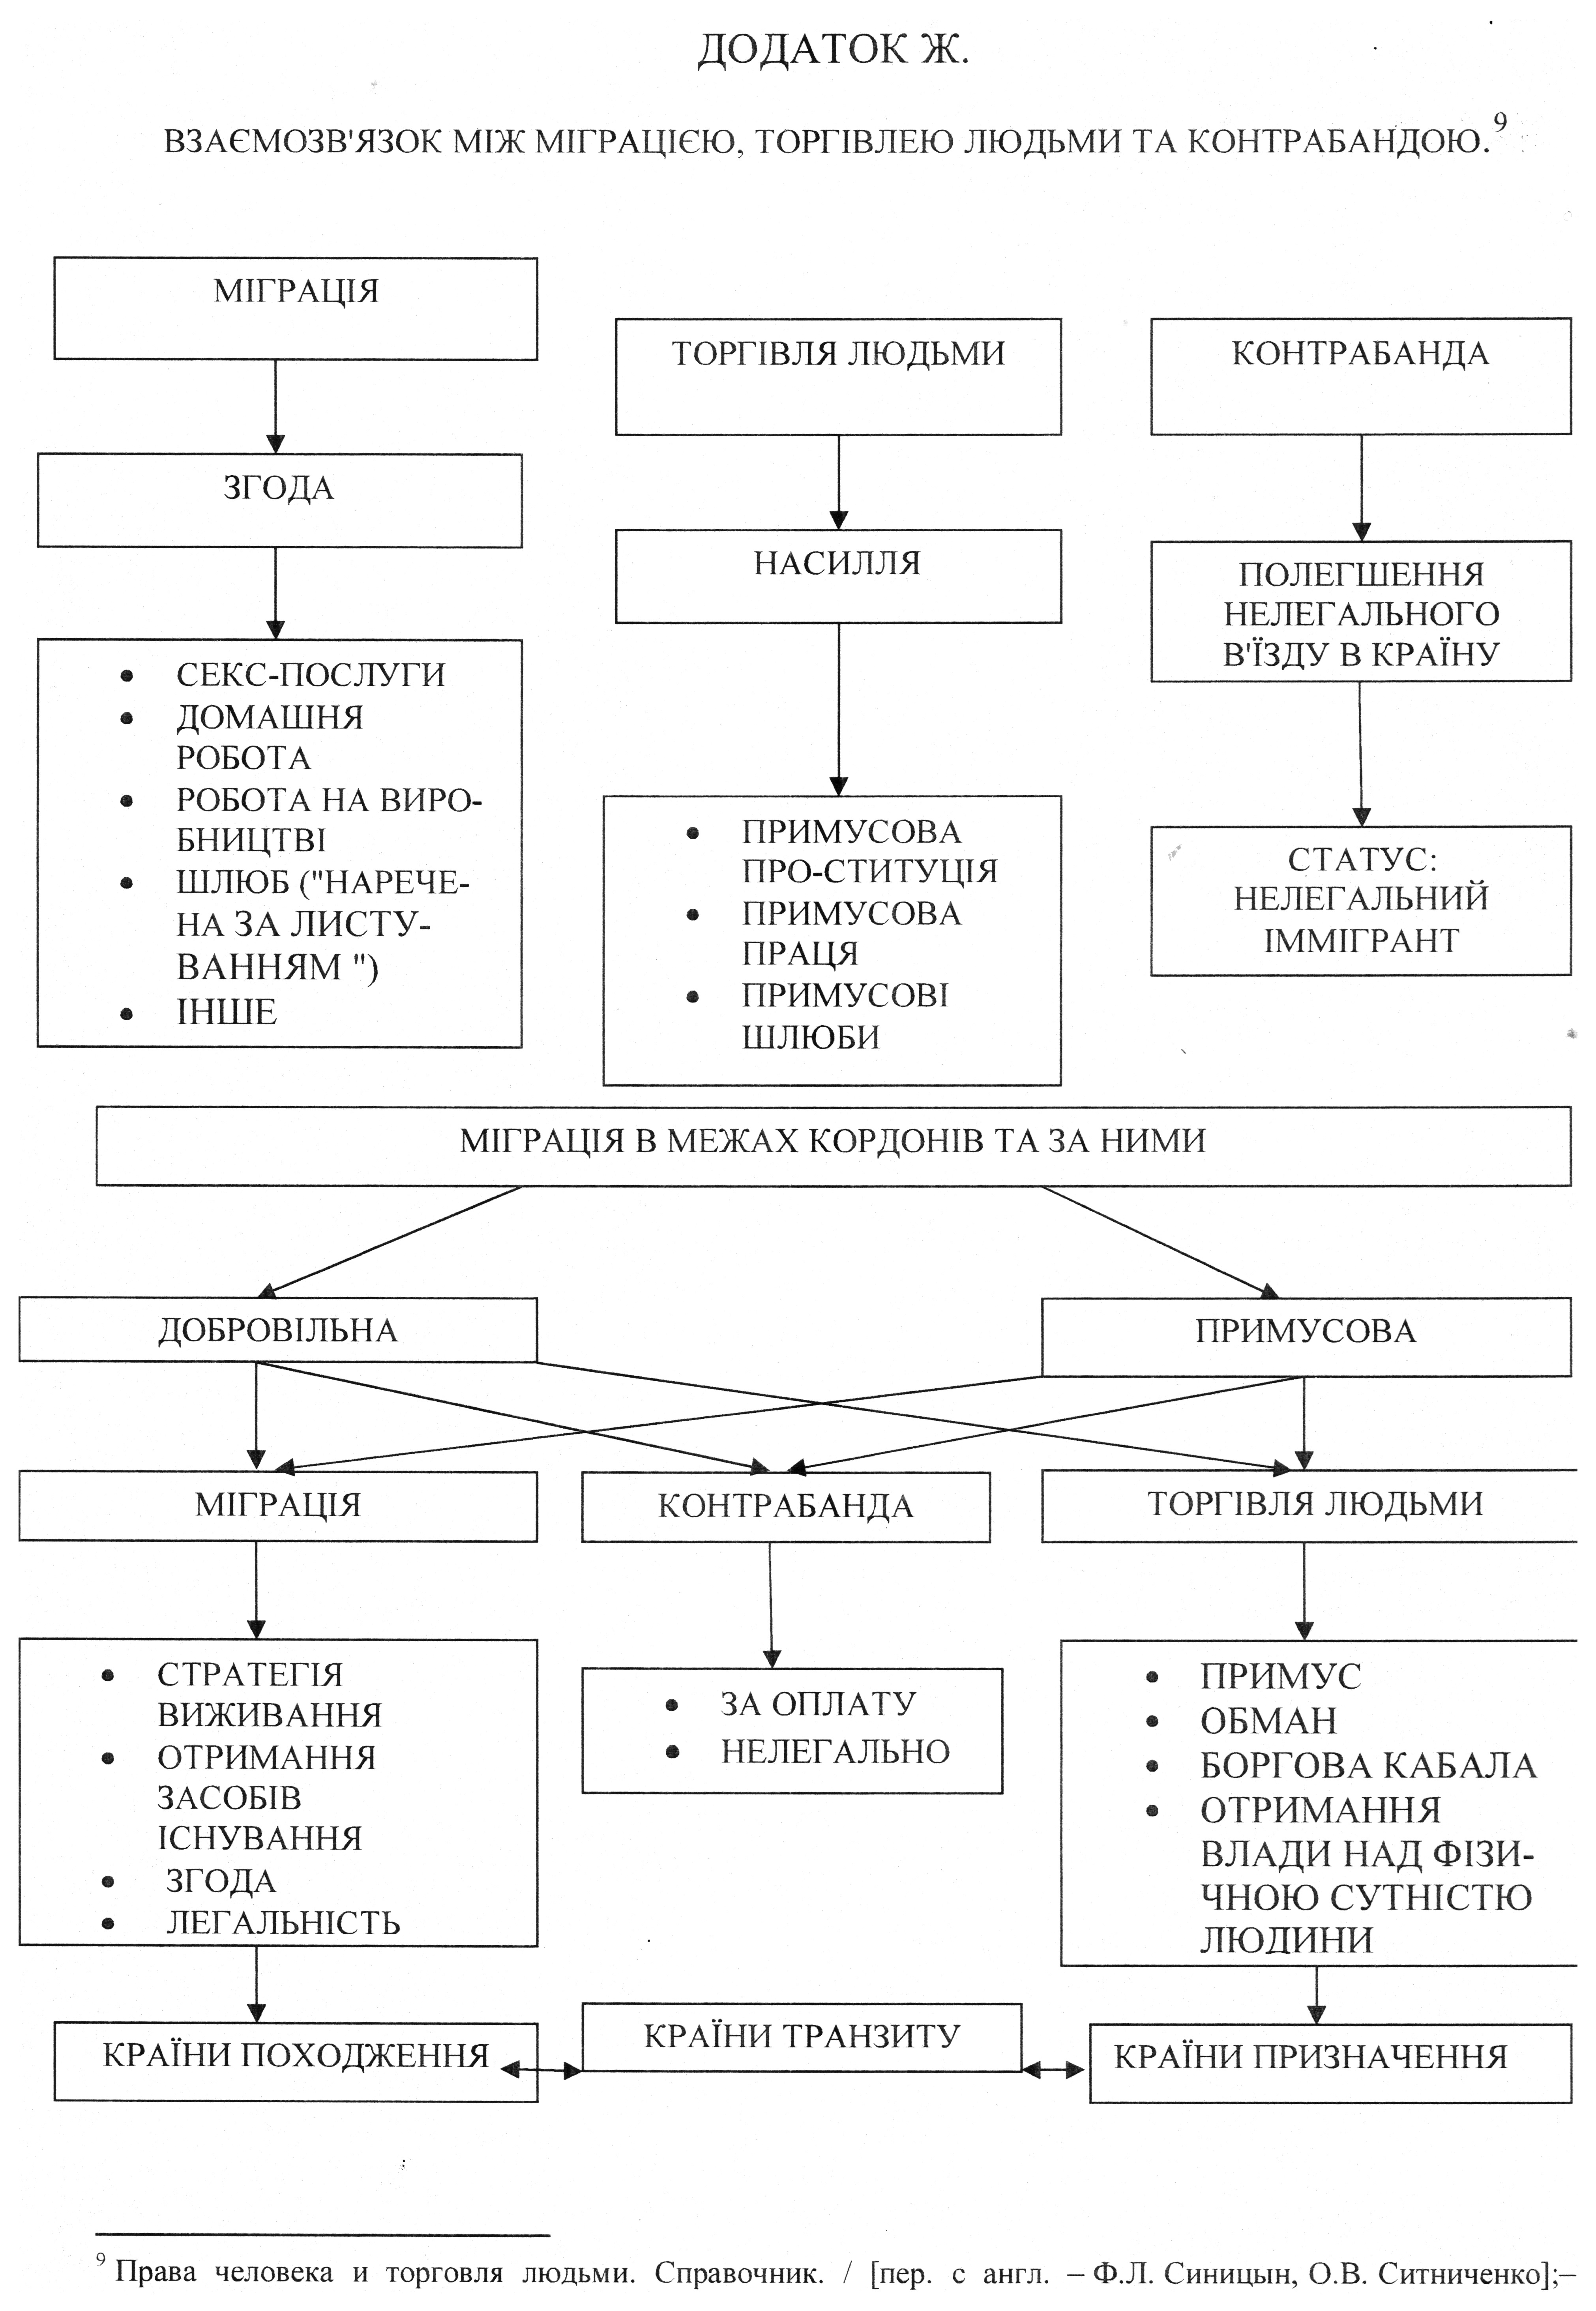 ДОДАТОК Ж.
ВЗАЄМОЗВ'ЯЗОК МІЖ МІГРАЦІЄЮ, ТОРГІВЛЕЮ ЛЮДЬМИ ТА КОНТРАБАНДОЮ.9
МІГРАЦІЯ
ТОРГІВЛЯ ЛЮДЬМИ
КОНТРАБАНДА
ЗГОДА
НАСИЛЛЯ
ПОЛЕГШЕННЯ
НЕЛЕГАЛЬНОГО
В'ЇЗДУ В КРАЇНУ
• СЕКС-ПОСЛУГИ
• ДОМАШНЯ
РОБОТА
• РОБОТА НА ВИРО-
БНИЦТВІ
• ШЛЮБ ("НАРЕЧЕ-
НА ЗА ЛИСТУ-
ВАННЯМ ")
• ІНШЕ
• ПРИМУСОВА
ПРО-СТИТУЦІЯ
• ПРИМУСОВА
ПРАЦЯ
• ПРИМУСОВІ
ШЛЮБИ
СТАТУС:
НЕЛЕГАЛЬНИЙ
ІММІГРАНТ
МІГРАЦІЯ В МЕЖАХ КОРДОНІВ ТА ЗА НИМИ
ДОБРОВІЛЬНА
ПРИМУСОВА
МІГРАЦІЯ
КОНТРАБАНДА
ТОРГІВЛЯ ЛЮДЬМИ
• СТРАТЕГІЯ
ВИЖИВАННЯ
• ОТРИМАННЯ
ЗАСОБІВ
ІСНУВАННЯ
• ЗГОДА
• ЛЕГАЛЬНІСТЬ
• ЗА ОПЛАТУ
• НЕЛЕГАЛЬНО
• ПРИМУС
• ОБМАН
• БОРГОВА КАБАЛА
• ОТРИМАННЯ
ВЛАДИ НАД ФІЗИ-
ЧНОЮ СУТНІСТЮ
ЛЮДИНИ
КРАЇНИ ПОХОДЖЕННЯ
КРАЇНИ ТРАНЗИТУ
КРАЇНИ ПРИЗНАЧЕННЯ
9 Права человека и торговля людьми. Справочник. / [пер. с англ. – Ф.Л. Синицын, О.В. Ситниченко];–